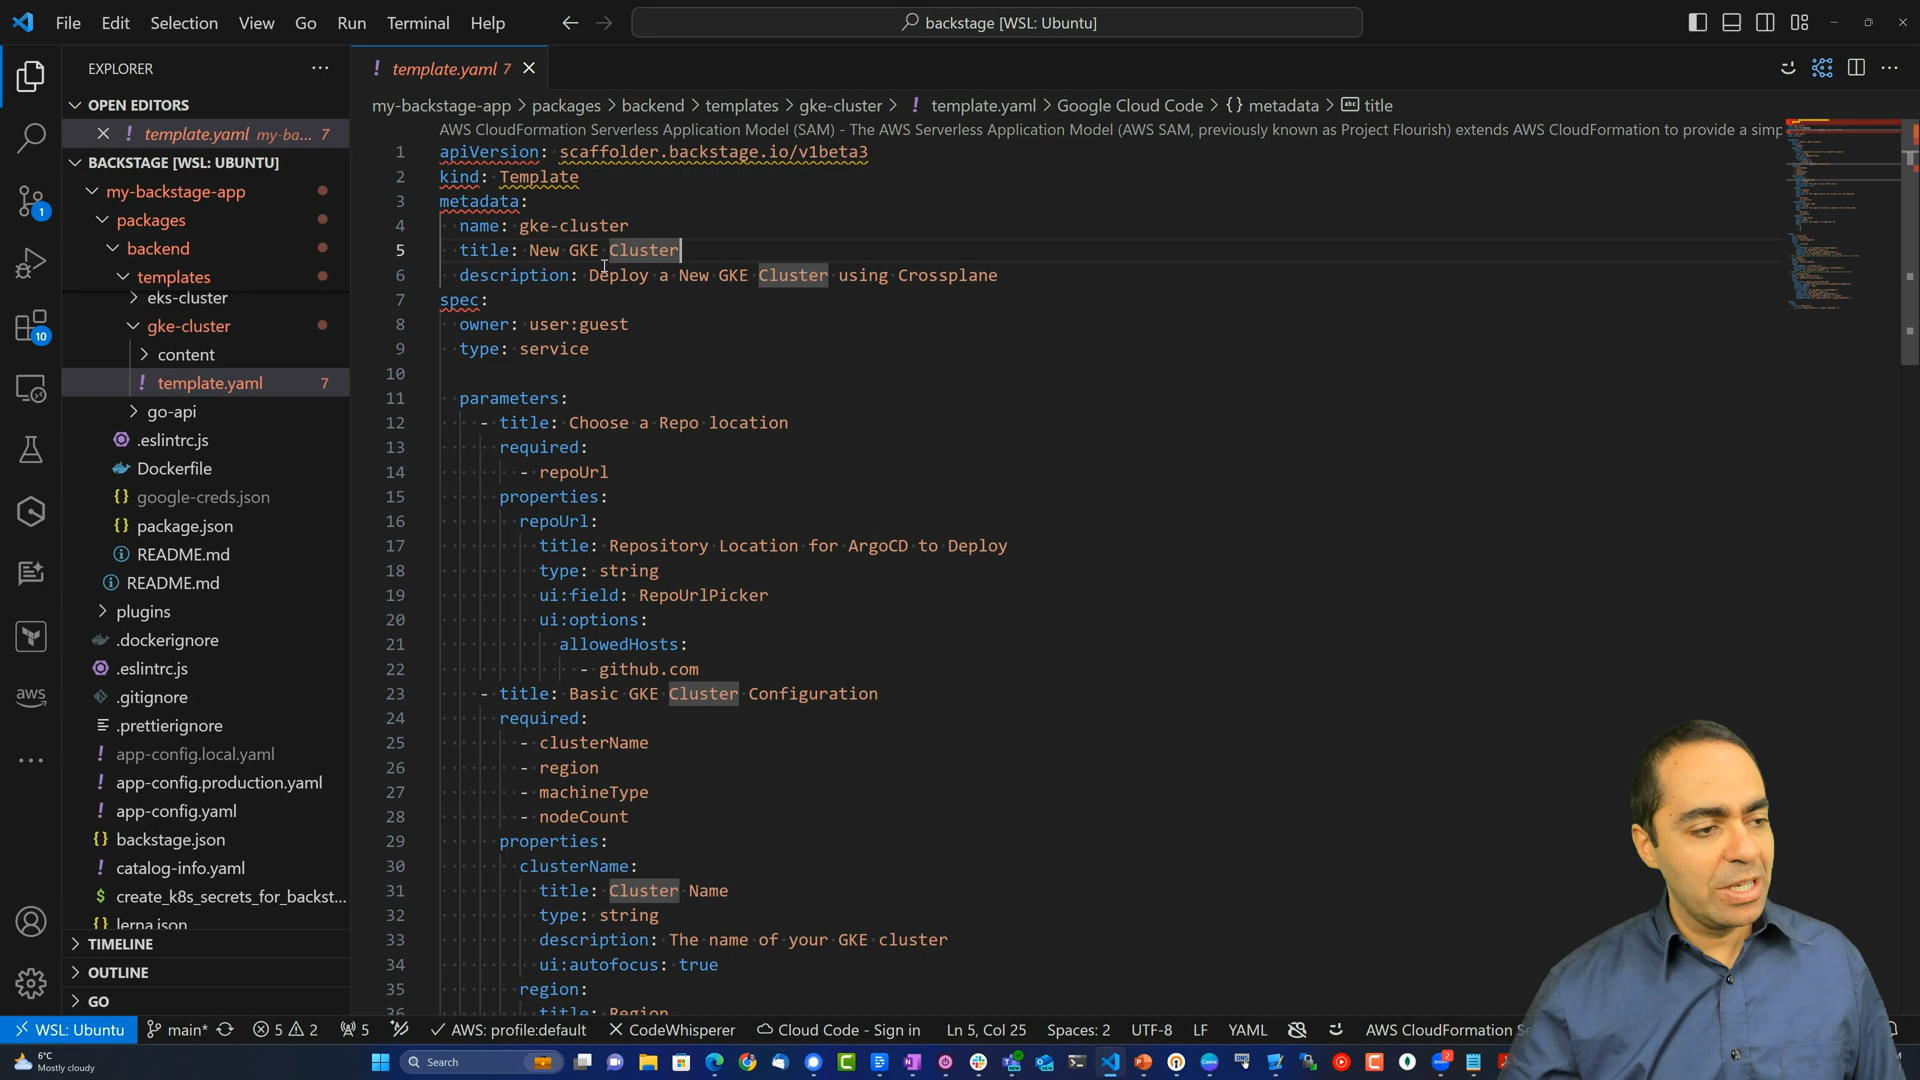 File Edit Selection View Go Run Terminal Help
backstage [WSL: Ubuntu]
EXPLORER
OPEN EDITORS
template.yaml my-ba... 7
BACKSTAGE [WSL: UBUNTU]
my-backstage-app
packages
backend
templates
eks-cluster
gke-cluster
content
template.yaml 7
go-api
.eslintrc.js
Dockerfile
google-creds.json
package.json
README.md
README.md
plugins
.dockerignore
.eslintrc.js
.gitignore
.prettierignore
app-config.local.yaml
app-config.production.yaml
app-config.yaml
backstage.json
catalog-info.yaml
create_k8s_secrets_for_backst...
lerna.json
TIMELINE
OUTLINE
GO
1
10
aws
template.yaml 7
my-backstage-app > packages > backend > templates > gke-cluster > ! template.yaml > Google Cloud Code > {} metadata > abc title
AWS CloudFormation Serverless Application Model (SAM) - The AWS Serverless Application Model (AWS SAM, previously known as Project Flourish) extends AWS CloudFormation to provide a simp
1 apiVersion: scaffolder.backstage.io/v1beta3
2 kind: Template
3 metadata:
4 name: gke-cluster
5 title: New GKE Cluster
6 description: Deploy a New GKE Cluster using Crossplane
7 spec:
8 owner: user:guest
9 type: service
10
11 parameters:
12 - title: Choose a Repo location
13 required:
14 - repoUrl
15 properties:
16 repoUrl:
17 title: Repository Location for ArgoCD to Deploy
18 type: string
19 ui:field: RepoUrlPicker
20 ui:options:
21 allowedHosts:
22 - github.com
23 - title: Basic GKE Cluster Configuration
24 required:
25 - clusterName
26 - region
27 - machineType
28 - nodeCount
29 properties:
30 clusterName:
31 title: Cluster Name
32 type: string
33 description: The name of your GKE cluster
34 ui:autofocus: true
35 region:
36 title: Region
WSL: Ubuntu main* 5 2 5 AWS: profile:default CodeWhisperer Cloud Code - Sign in Ln 5, Col 25 Spaces: 2 UTF-8 LF YAML AWS CloudFormation Se
6°C
Mostly cloudy
Search